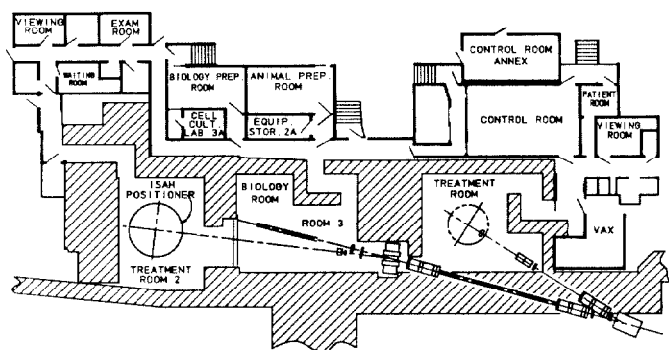 VIEWING
ROOM
EXAM
ROOM
WAITING
ROOM
BIOLOGY PREP.
ROOM
ANIMAL PREP.
ROOM
CELL
CULT.
LAB 3A
EQUIP.
STOR. 2A
CONTROL ROOM
ANNEX
CONTROL ROOM
PATIENT
ROOM
VIEWING
ROOM
ISAH
POSITIONER
BIOLOGY
ROOM
ROOM 3
TREATMENT
ROOM
VAX
TREATMENT
ROOM 2